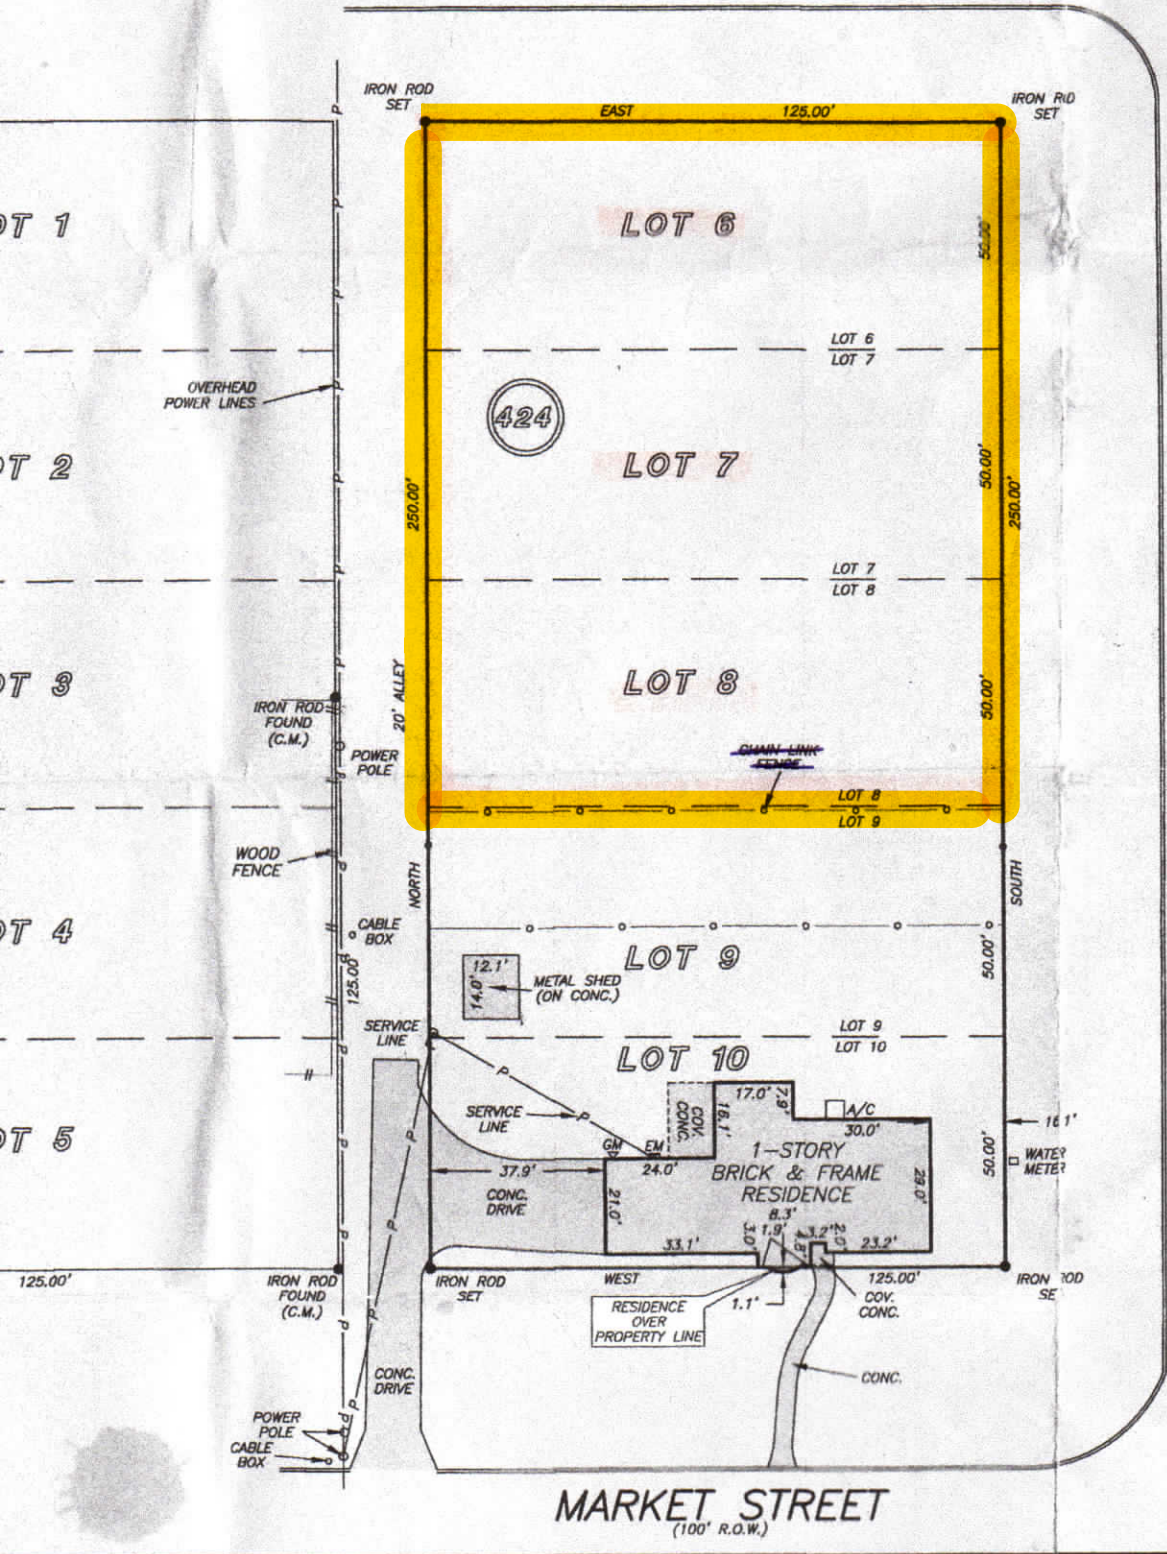 IRON ROD
SET
EAST 125.00'
IRON ROD
SET
LOT 6
50.00'
LOT 6
LOT 7
OVERHEAD
POWER LINES
424
LOT 7
50.00'
250.00'
250.00'
LOT 7
LOT 8
LOT 8
50.00'
20' ALLEY
IRON ROD
FOUND
(C.M.)
POWER
POLE
CHAIN LINK
FENCE
LOT 8
LOT 9
WOOD
FENCE
NORTH
SOUTH
CABLE
BOX
125.00'
LOT 9
50.00'
12.1'
14.0'
METAL SHED
(ON CONC.)
SERVICE
LINE
LOT 9
LOT 10
LOT 10
17.0'
7.9'
16.1'
COV.
CONC.
A/C
30.0'
SERVICE
LINE
GM
EM
16.1'
WATER
METER
50.00'
1-STORY
BRICK & FRAME
RESIDENCE
37.9'
24.0'
CONC.
DRIVE
21.0'
29.0'
8.3'
1.9'
3.0'
4.8'
3.2'
2.0'
33.1'
23.2'
OT 1
OT 2
OT 3
OT 4
OT 5
125.00'
IRON ROD
FOUND
(C.M.)
IRON ROD
SET
WEST
125.00'
IRON ROD
SE
RESIDENCE
OVER
PROPERTY LINE
1.1'
COV.
CONC.
CONC.
DRIVE
CONC.
POWER
POLE
CABLE
BOX
MARKET STREET
(100' R.O.W.)